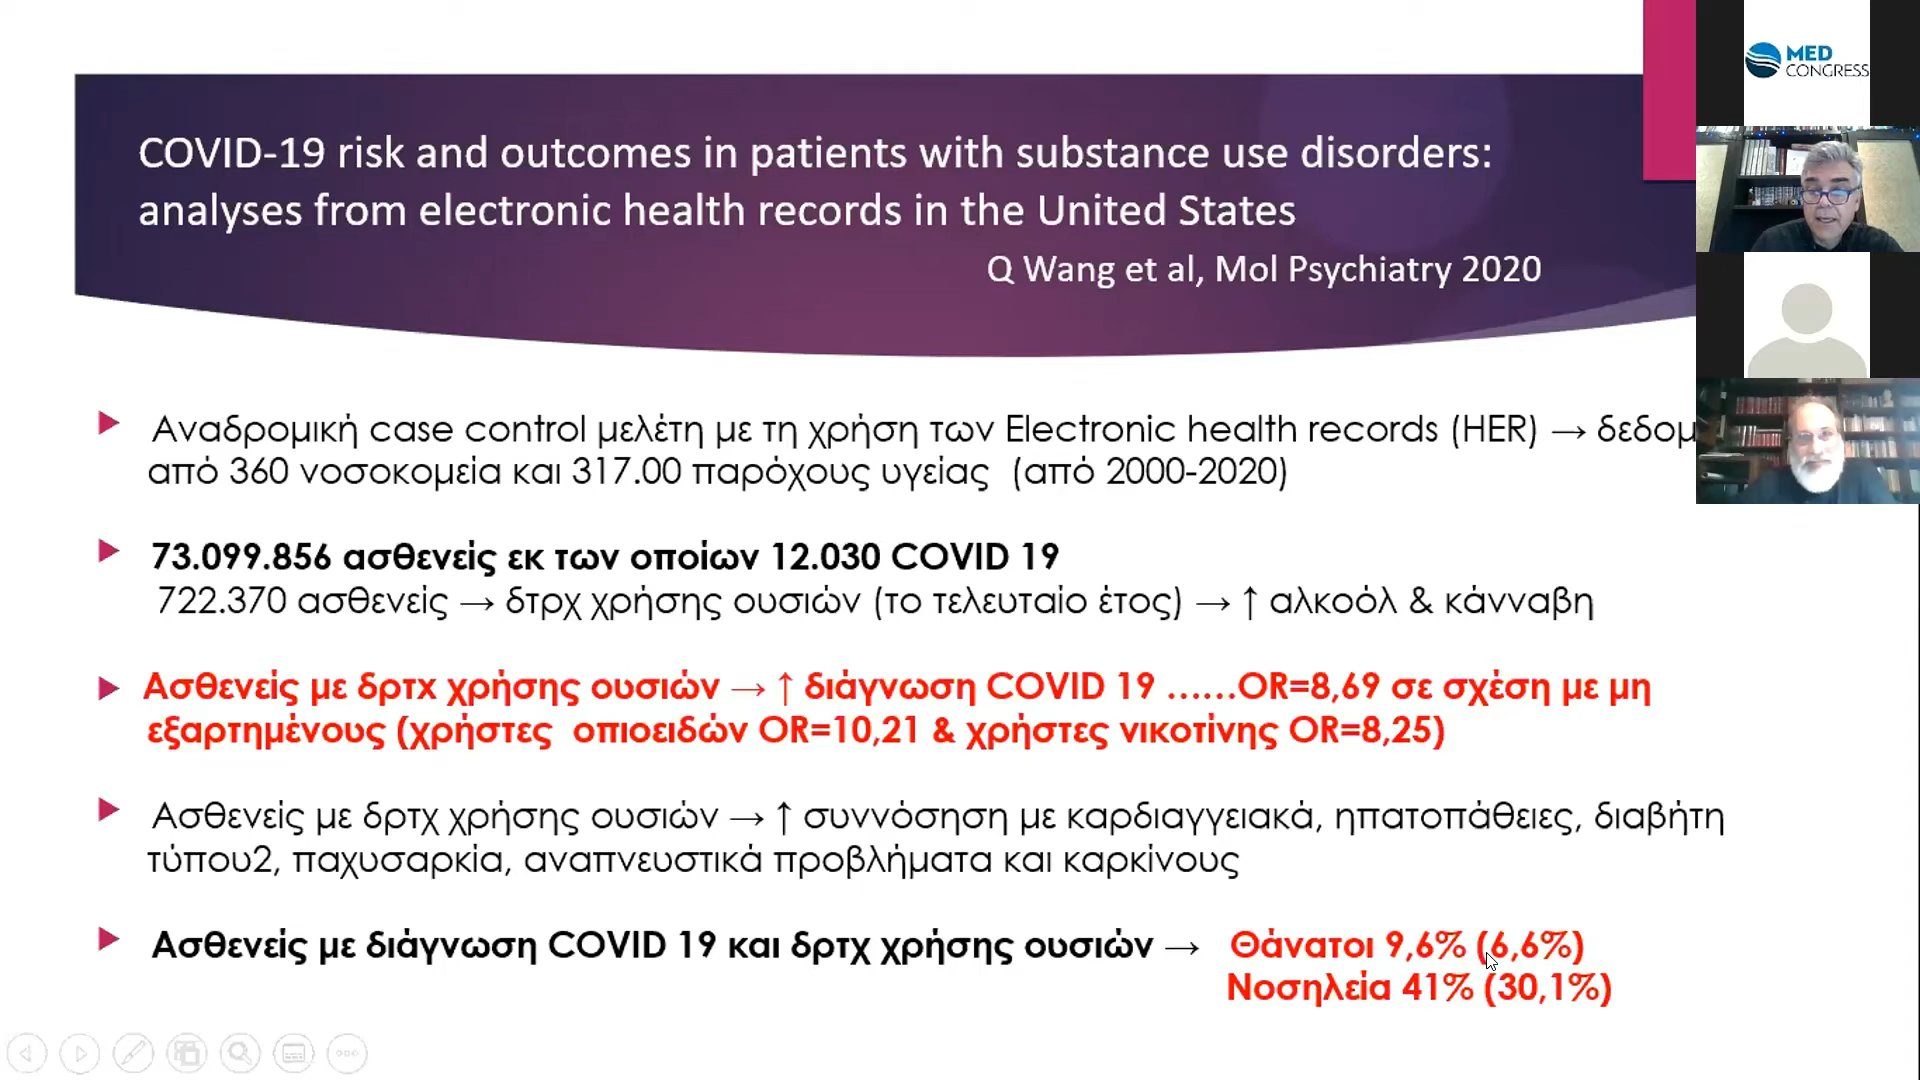 COVID-19 risk and outcomes in patients with substance use disorders:
analyses from electronic health records in the United States
Q Wang et al, Mol Psychiatry 2020
MED
CONGRESS
Αναδρομική case control μελέτη με τη χρήση των Electronic health records (HER) → δεδομ
από 360 νοσοκομεία και 317.00 παρόχους υγείας (από 2000-2020)
73.099.856 ασθενείς εκ των οποίων 12.030 COVID 19
722.370 ασθενείς → δτρχ χρήσης ουσιών (το τελευταίο έτος) → ↑ αλκοόλ & κάνναβη
Ασθενείς με δρτχ χρήσης ουσιών → ↑ διάγνωση COVID 19 ......OR=8,69 σε σχέση με μη
εξαρτημένους (χρήστες οπιοειδών OR=10,21 & χρήστες νικοτίνης OR=8,25)
Ασθενείς με δρτχ χρήσης ουσιών → ↑ συννόσηση με καρδιαγγειακά, ηπατοπάθειες, διαβήτη
τύπου2, παχυσαρκία, αναπνευστικά προβλήματα και καρκίνους
Ασθενείς με διάγνωση COVID 19 και δρτχ χρήσης ουσιών → Θάνατοι 9,6% (6,6%)
Νοσηλεία 41% (30,1%)